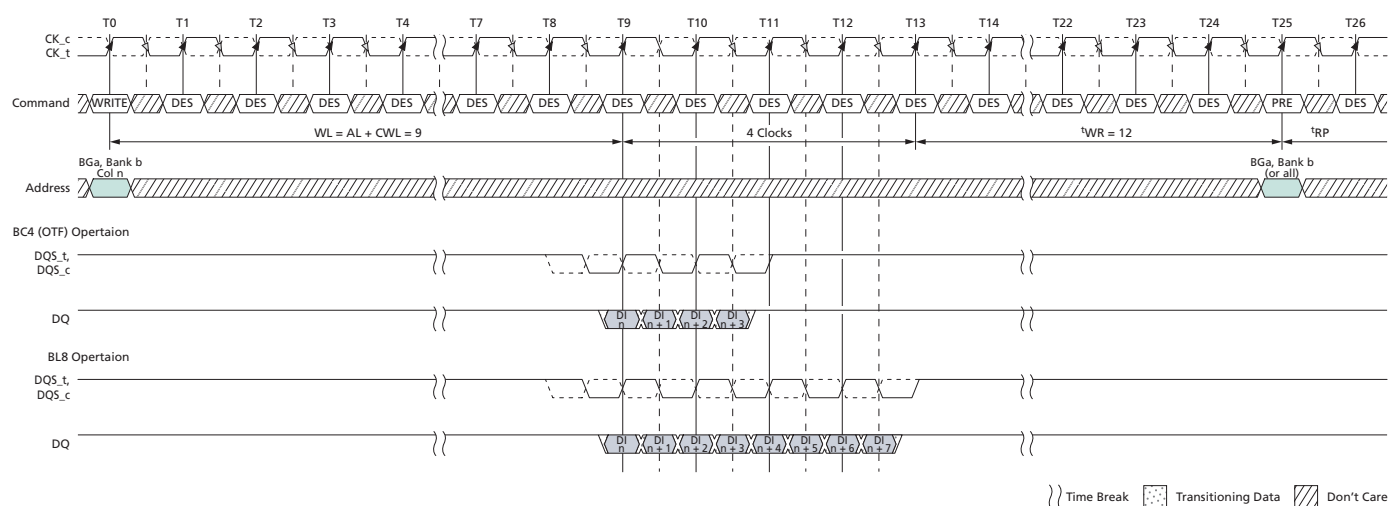 T0 T1 T2 T3 T4 T7 T8 T9 T10 T11 T12 T13 T14 T22 T23 T24 T25 T26
CK_c
CK_t
Command WRITE DES DES DES DES DES DES DES DES DES DES DES DES DES DES DES PRE DES
WL = AL + CWL = 9 4 Clocks tWR = 12 tRP
BGa, Bank b
Col n
BGa, Bank b
(or all)
Address
BC4 (OTF) Opertaion
DQS_t,
DQS_c
DQ
DI n DI n + 1 DI n + 2 DI n + 3
BL8 Opertaion
DQS_t,
DQS_c
DQ
DI n DI n + 1 DI n + 2 DI n + 3 DI n + 4 DI n + 5 DI n + 6 DI n + 7
Time Break Transitioning Data Don't Care